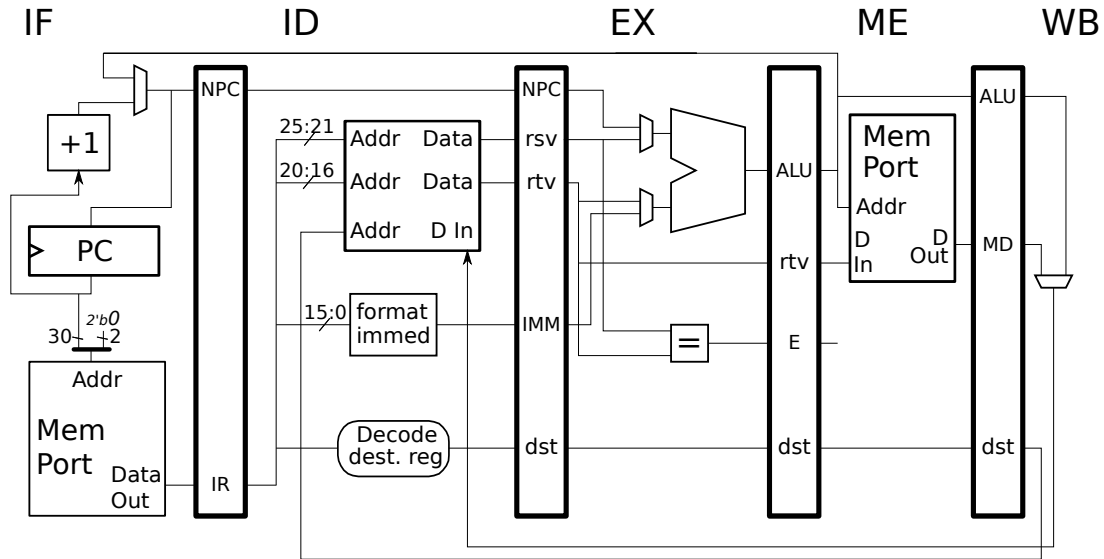 IF ID EX ME WB
NPC
NPC
ALU
+1
25:21
Addr Data
rsv
Mem
Port
20:16
Addr Data
rtv
ALU
Addr
Addr D In
PC
D
In
D
Out
MD
rtv
2'b0
30
2
15:0
format
immed
IMM
=
E
Addr
Mem
Port
Data
Out
IR
Decode
dest. reg
dst
dst
dst